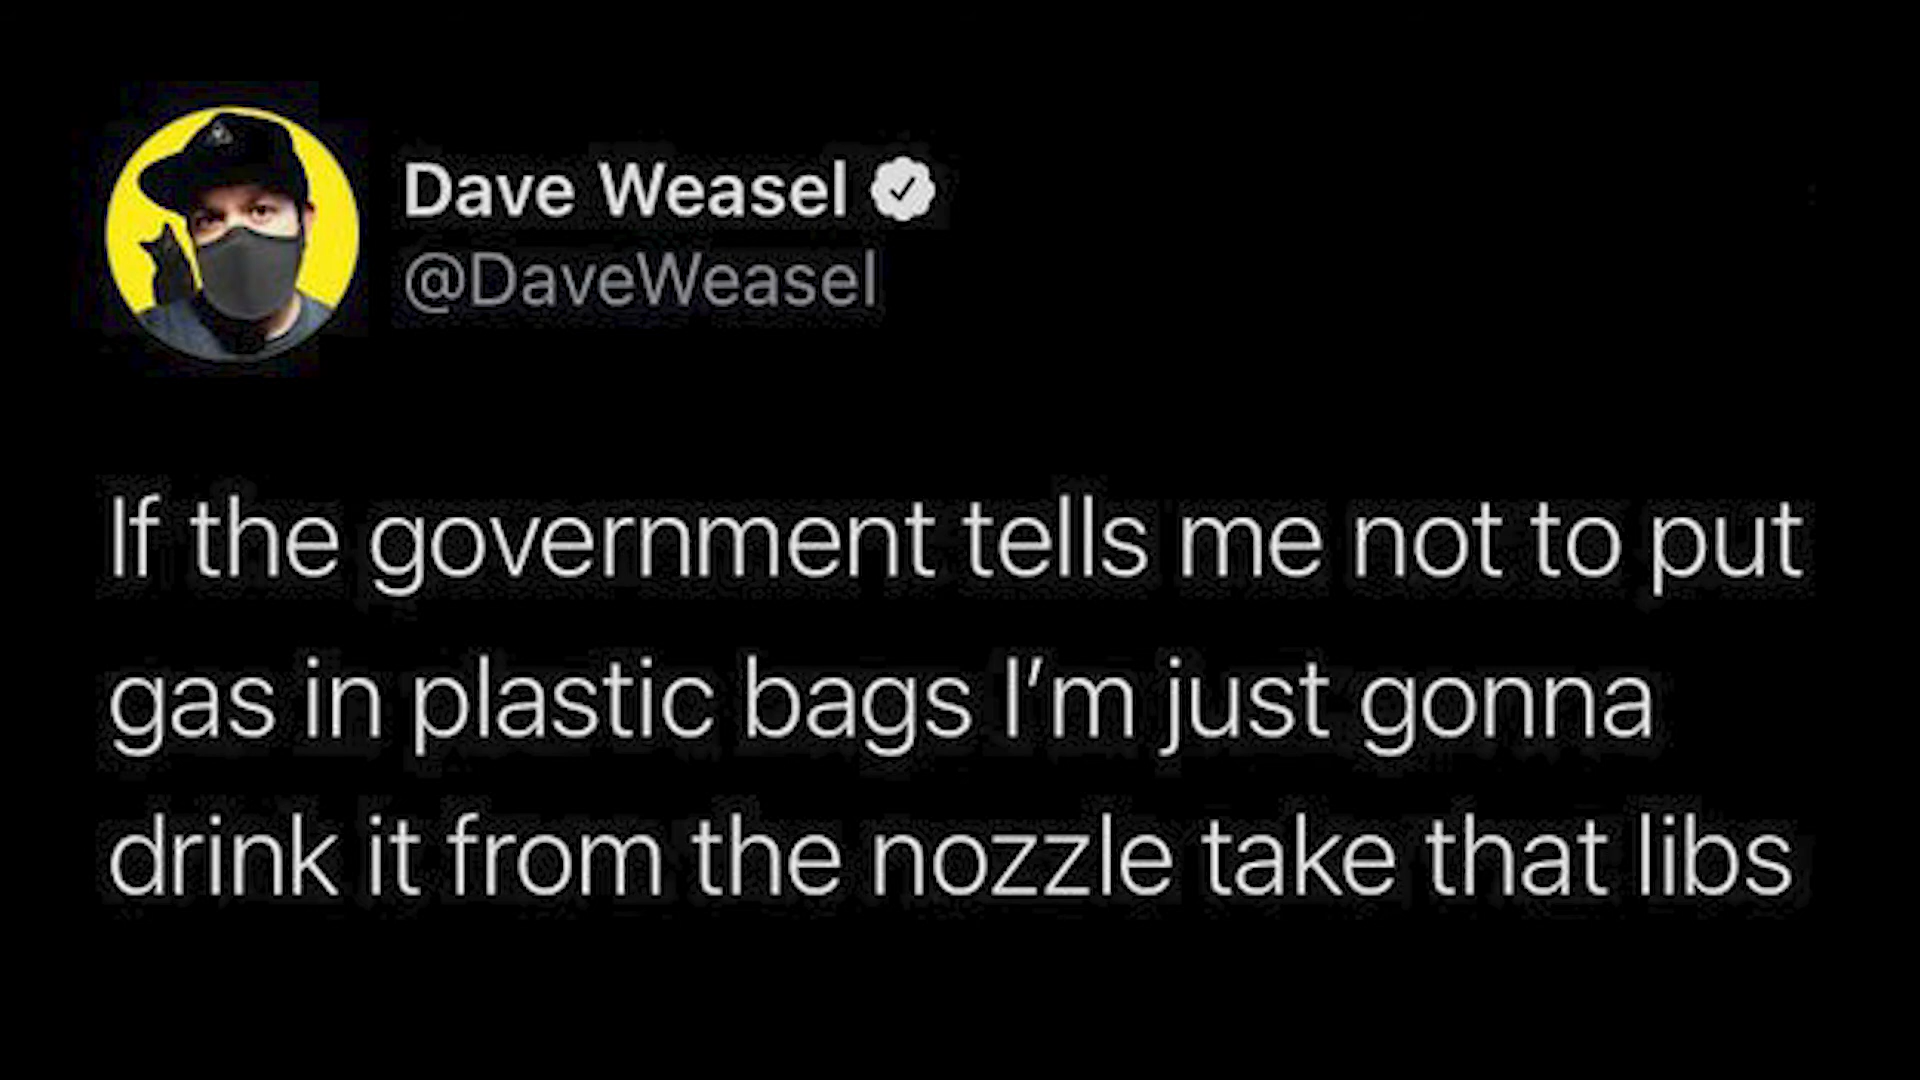 Dave Weasel
@DaveWeasel
If the government tells me not to put
gas in plastic bags I’m just gonna
drink it from the nozzle take that libs